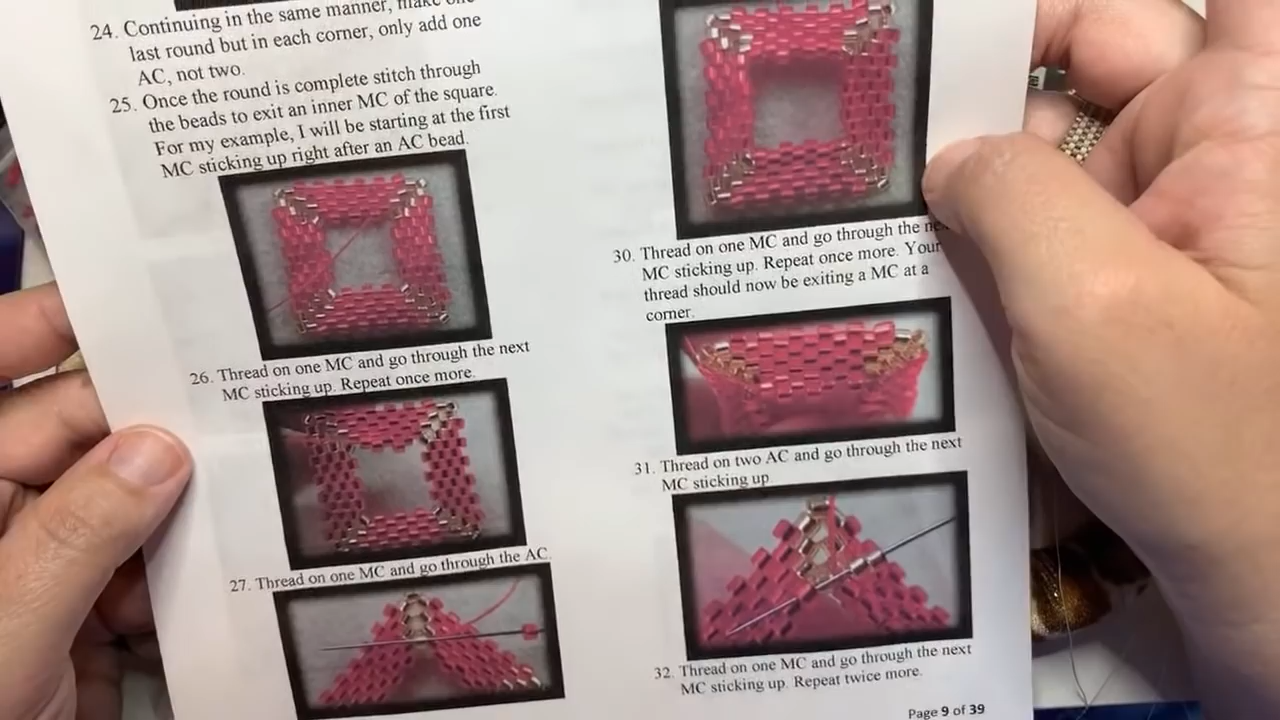 24. Continuing in the same manner, make one
last round but in each corner, only add one
AC, not two.
25. Once the round is complete stitch through
the beads to exit an inner MC of the square.
For my example, I will be starting at the first
MC sticking up right after an AC bead.
26. Thread on one MC and go through the next
MC sticking up. Repeat once more.
27. Thread on one MC and go through the AC.
30. Thread on one MC and go through the
MC sticking up. Repeat once more. Your
thread should now be exiting a MC at a
corner.
31. Thread on two AC and go through the next
MC sticking up.
32. Thread on one MC and go through the next
MC sticking up. Repeat twice more.
Page 9 of 39